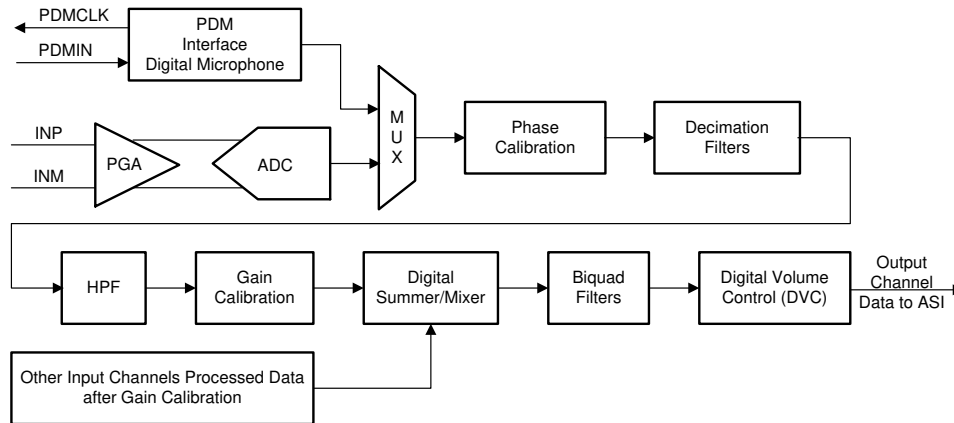 PDMCLK
PDMIN
PDM
Interface
Digital Microphone
INP
INM
PGA
ADC
M
U
X
Phase
Calibration
Decimation
Filters
HPF
Gain
Calibration
Digital
Summer/Mixer
Biquad
Filters
Digital Volume
Control (DVC)
Output
Channel
Data to ASI
Other Input Channels Processed Data
after Gain Calibration